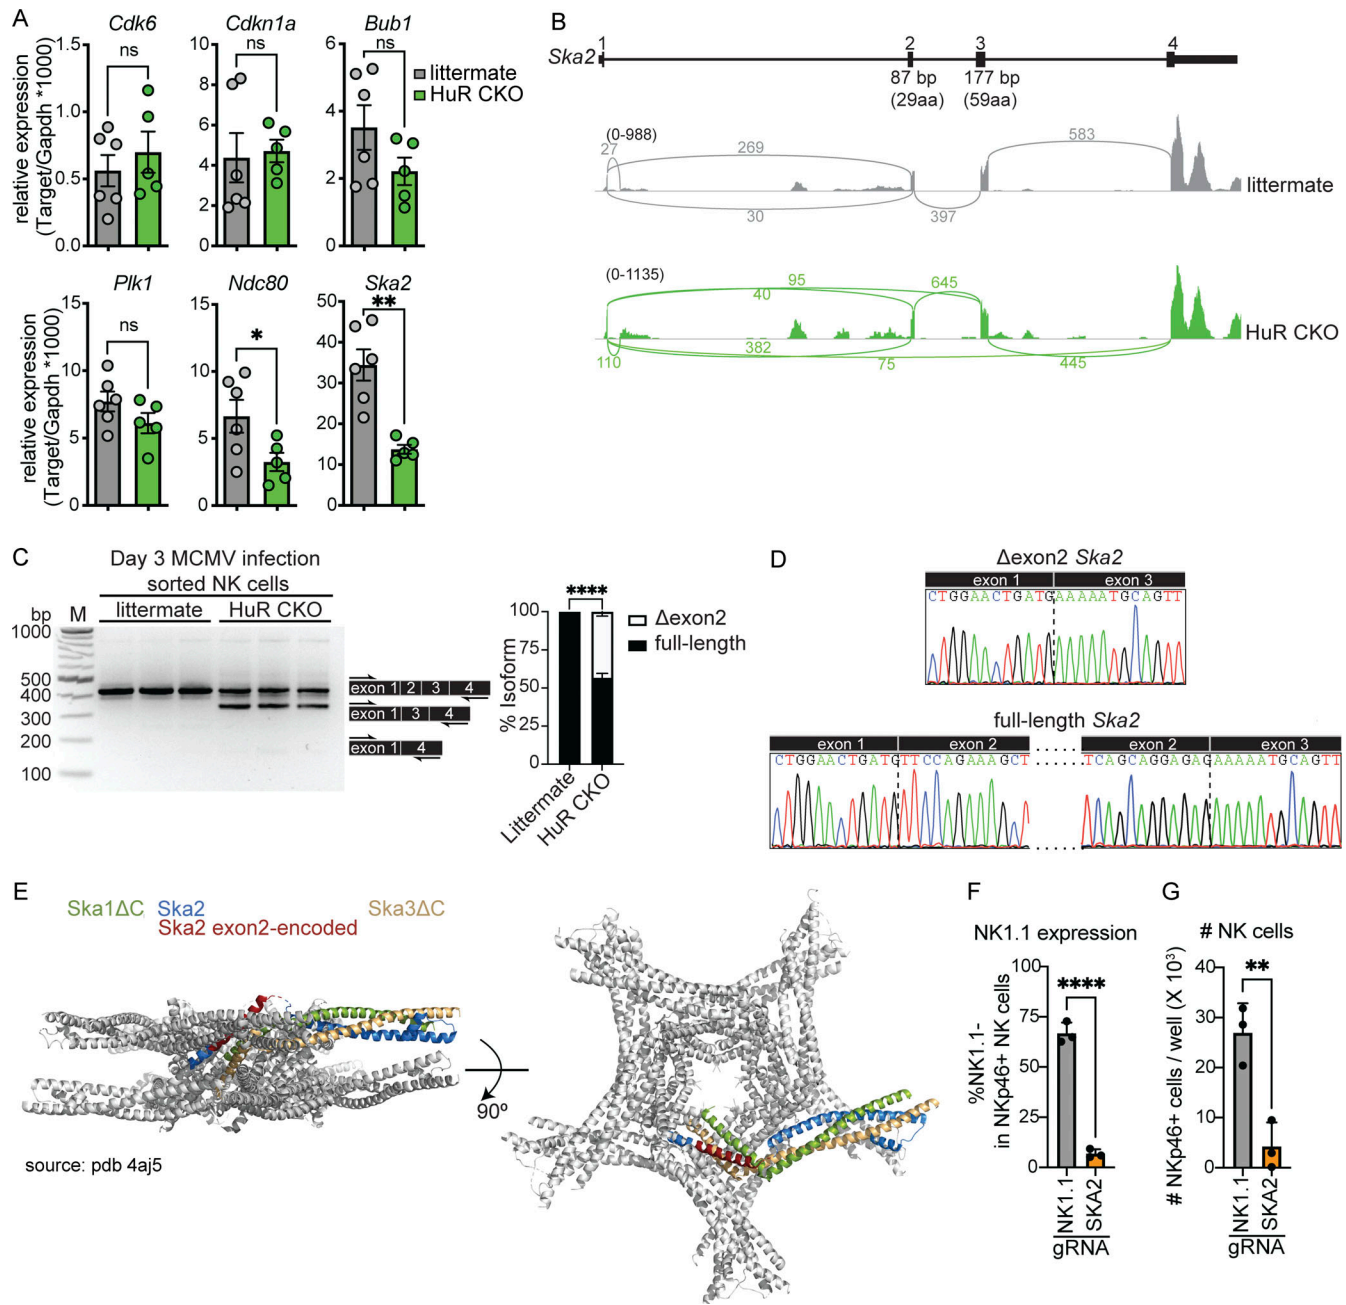 A
Cdk6
Cdkn1a
Bub1
relative expression
(Target/Gapdh *1000)
1.5
1.0
0.5
0.0
ns
10
8
6
4
2
0
ns
6
4
2
0
ns
littermate
HuR CKO
Plk1
Ndc80
Ska2
relative expression
(Target/Gapdh *1000)
15
10
5
0
ns
15
10
5
0
*
50
40
30
20
10
0
**
B
Ska2
1
2
3
4
87 bp
(29aa)
177 bp
(59aa)
(0-988)
27
269
583
30
397
littermate
(0-1135)
95
40
645
382
110
75
445
HuR CKO
C
Day 3 MCMV infection
sorted NK cells
bp
M
littermate
HuR CKO
1000
500
400
300
200
100
exon 1 2 3 4
exon 1 3 4
exon 1 4
% Isoform
100
75
50
25
0
****
Δexon2
full-length
Littermate
HuR CKO
D
Δexon2 Ska2
exon 1
exon 3
CTGGAACTGATGAAAAATGCAGTT
full-length Ska2
exon 1
exon 2
exon 2
exon 3
CTGGAACTGATGTTCCAGAAAGCT......TCAGCAGGAGAGAAAAATGCAGTT
......
E
Ska1ΔC
Ska2
Ska3ΔC
Ska2 exon2-encoded
90º
source: pdb 4aj5
F
NK1.1 expression
%NK1.1-
in NKp46+ NK cells
100
75
50
25
0
****
NK1.1
SKA2
gRNA
G
# NK cells
# NKp46+ cells / well (X 10³)
40
30
20
10
0
**
NK1.1
SKA2
gRNA